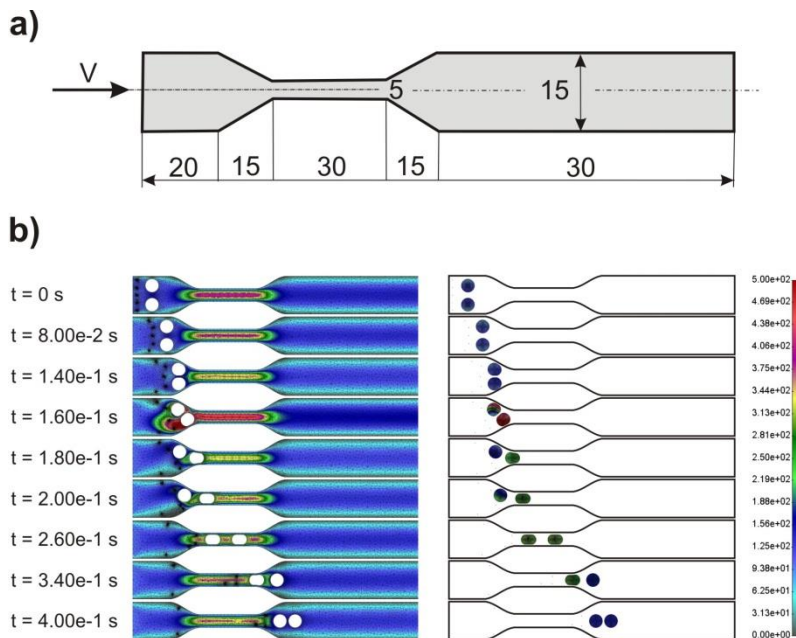 a)
V
5
15
20 15 30 15 30
b)
t = 0 s
t = 8.00e-2 s
t = 1.40e-1 s
t = 1.60e-1 s
t = 1.80e-1 s
t = 2.00e-1 s
t = 2.60e-1 s
t = 3.40e-1 s
t = 4.00e-1 s
5.00e+02
4.69e+02
4.38e+02
4.06e+02
3.75e+02
3.44e+02
3.13e+02
2.81e+02
2.50e+02
2.19e+02
1.88e+02
1.56e+02
1.25e+02
9.38e+01
6.25e+01
3.13e+01
0.00e+00